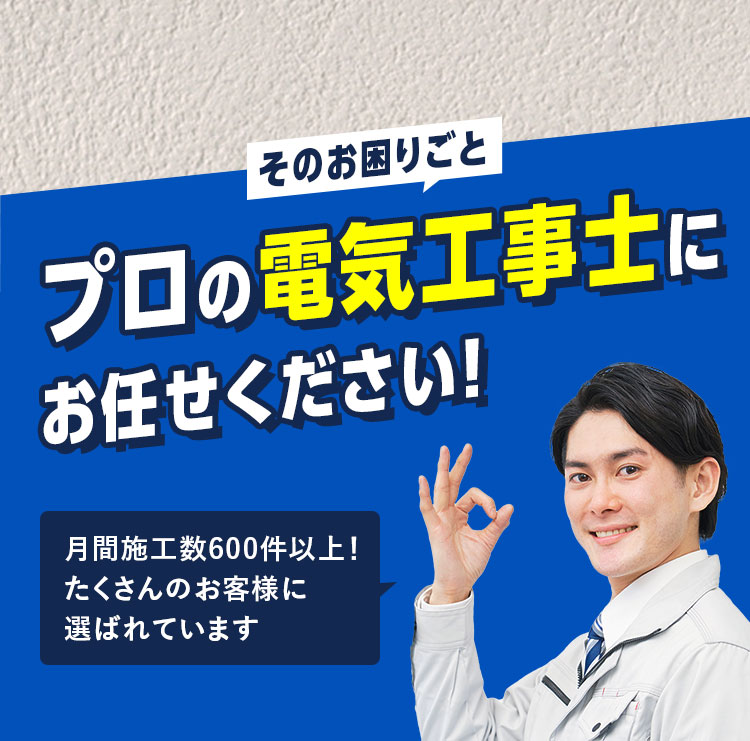 そのお困りごと
プロの電気工事士に
お任せください!
月間施工数600件以上!
たくさんのお客様に
選ばれています